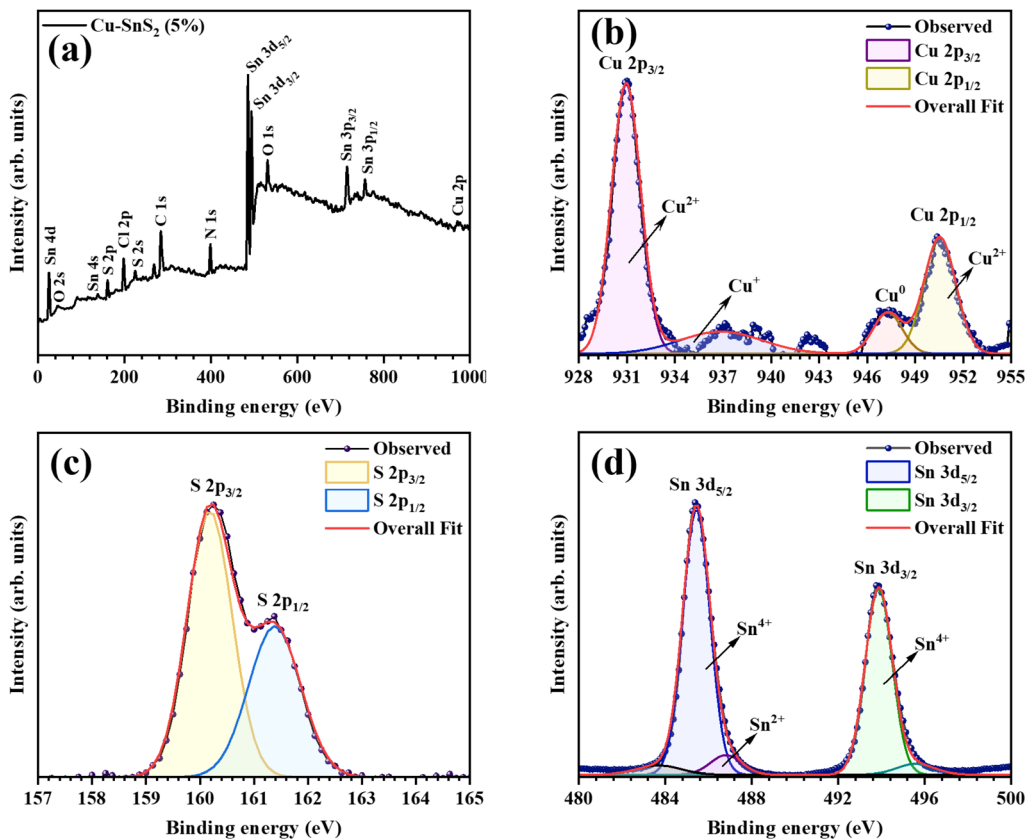 (a)
Cu-SnS₂ (5%)
Sn 4d
O 2s
Sn 4s
S 2p
Cl 2p
S 2s
C 1s
N 1s
Sn 3d₅/₂
Sn 3d₃/₂
O 1s
Sn 3p₃/₂
Sn 3p₁/₂
Cu 2p
Intensity (arb. units)
0 200 400 600 800 1000
Binding energy (eV)
(b)
Observed
Cu 2p₃/₂
Cu 2p₁/₂
Overall Fit
Cu 2p₃/₂
Cu²⁺
Cu⁺
Cu⁰
Cu 2p₁/₂
Cu²⁺
Intensity (arb. units)
928 931 934 937 940 943 946 949 952 955
Binding energy (eV)
(c)
Observed
S 2p₃/₂
S 2p₁/₂
Overall Fit
S 2p₃/₂
S 2p₁/₂
Intensity (arb. units)
157 158 159 160 161 162 163 164 165
Binding energy (eV)
(d)
Observed
Sn 3d₅/₂
Sn 3d₃/₂
Overall Fit
Sn 3d₅/₂
Sn 3d₃/₂
Sn⁴⁺
Sn²⁺
Sn⁴⁺
Intensity (arb. units)
480 484 488 492 496 500
Binding energy (eV)